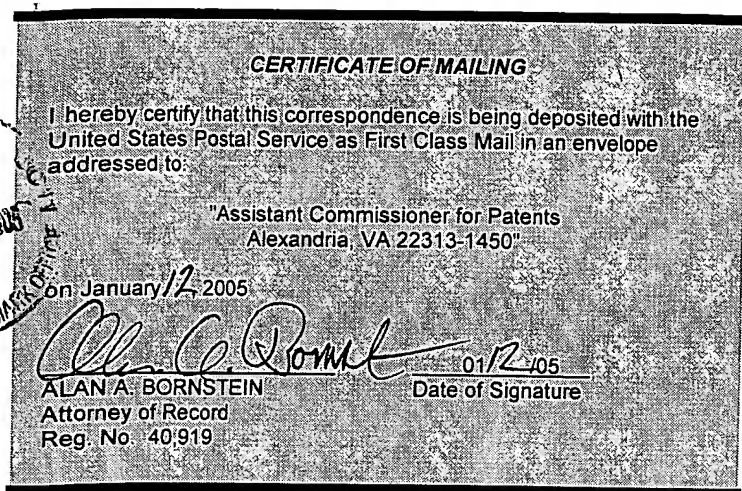 CERTIFICATE OF MAILING
I hereby certify that this correspondence is being deposited with the
United States Postal Service as First Class Mail in an envelope
addressed to:
"Assistant Commissioner for Patents
Alexandria, VA 22313-1450"
on January 12, 2005
01/12/05
ALAN A. BORNSTEIN Date of Signature
Attorney of Record
Reg. No. 40,919